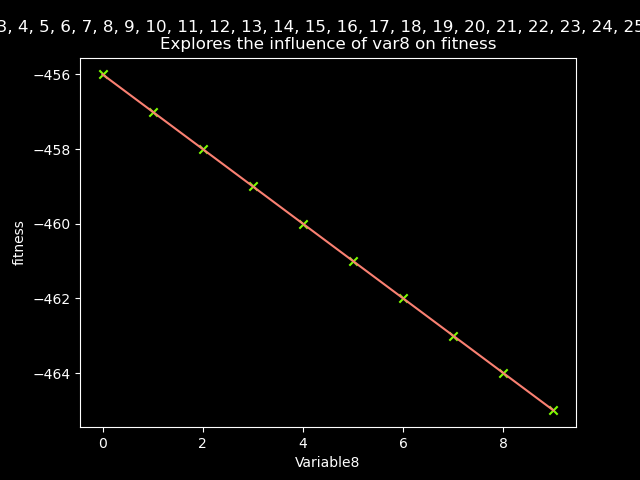 3, 4, 5, 6, 7, 8, 9, 10, 11, 12, 13, 14, 15, 16, 17, 18, 19, 20, 21, 22, 23, 24, 25
Explores the influence of var8 on fitness
−456
−458
−460
−462
−464
fitness
0 2 4 6 8
Variable8